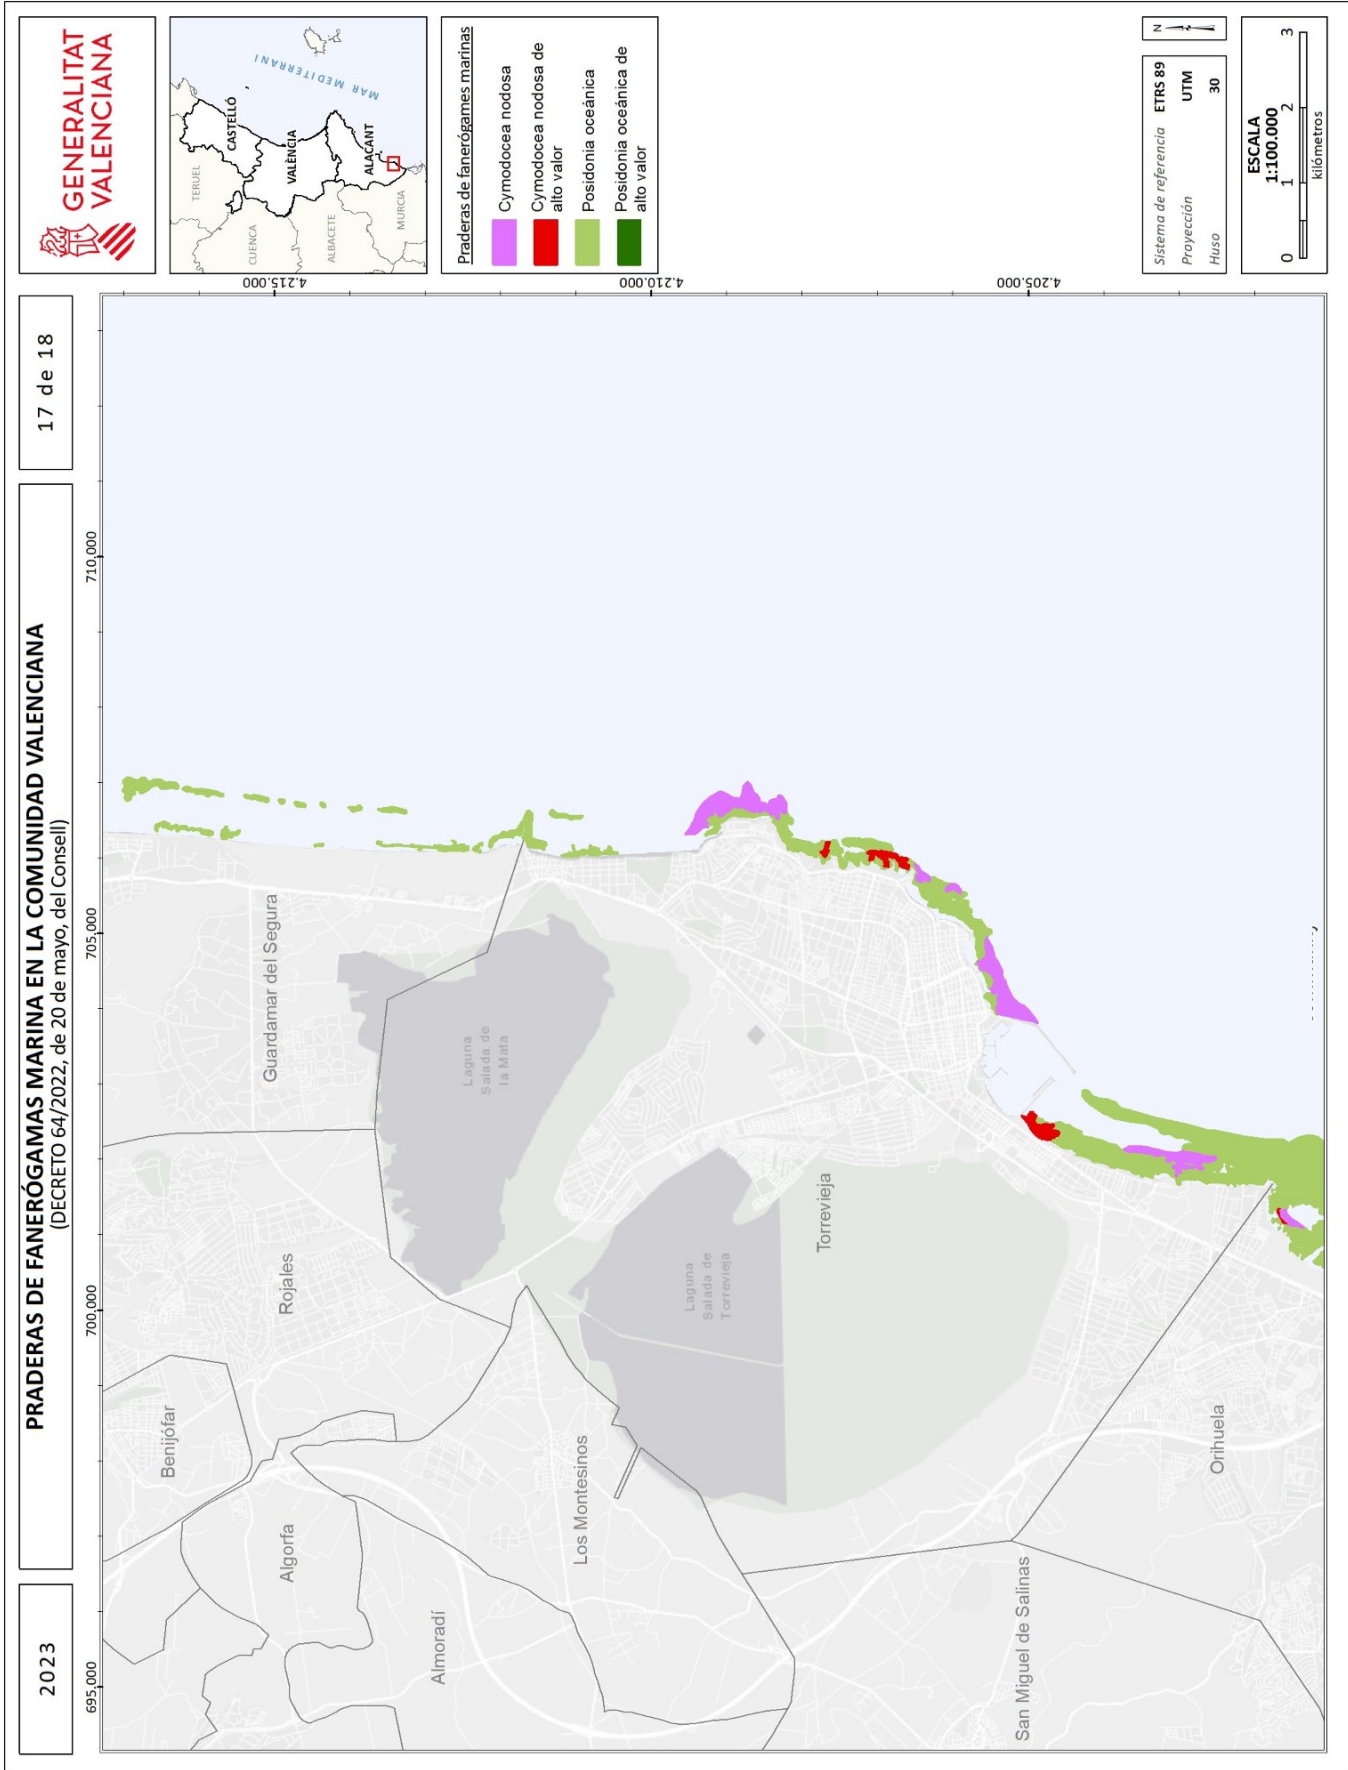 2023
PRADERAS DE FANERÓGAMAS MARINA EN LA COMUNIDAD VALENCIANA
(DECRETO 64/2022, de 20 de mayo, del Consell)
17 de 18
GENERALITAT
VALENCIANA
695.000
700.000
705.000
710.000
4.215.000
4.210.000
4.205.000
Benijófar
Algorfa
Almoradí
Rojales
Guardamar del Segura
Los Montesinos
Laguna
Salada de
la Mata
Laguna
Salada de
Torrevieja
Torrevieja
San Miguel de Salinas
Orihuela
TERUEL
CASTELLÓ
CUENCA
VALÈNCIA
ALBACETE
ALACANT
MURCIA
MAR MEDITERRANI
Praderas de fanerógames marinas
Cymodocea nodosa
Cymodocea nodosa de
alto valor
Posidonia oceánica
Posidonia oceánica de
alto valor
Sistema de referencia ETRS 89
Proyección UTM
Huso 30
N
ESCALA
1:100.000
0 1 2 3
kilómetros